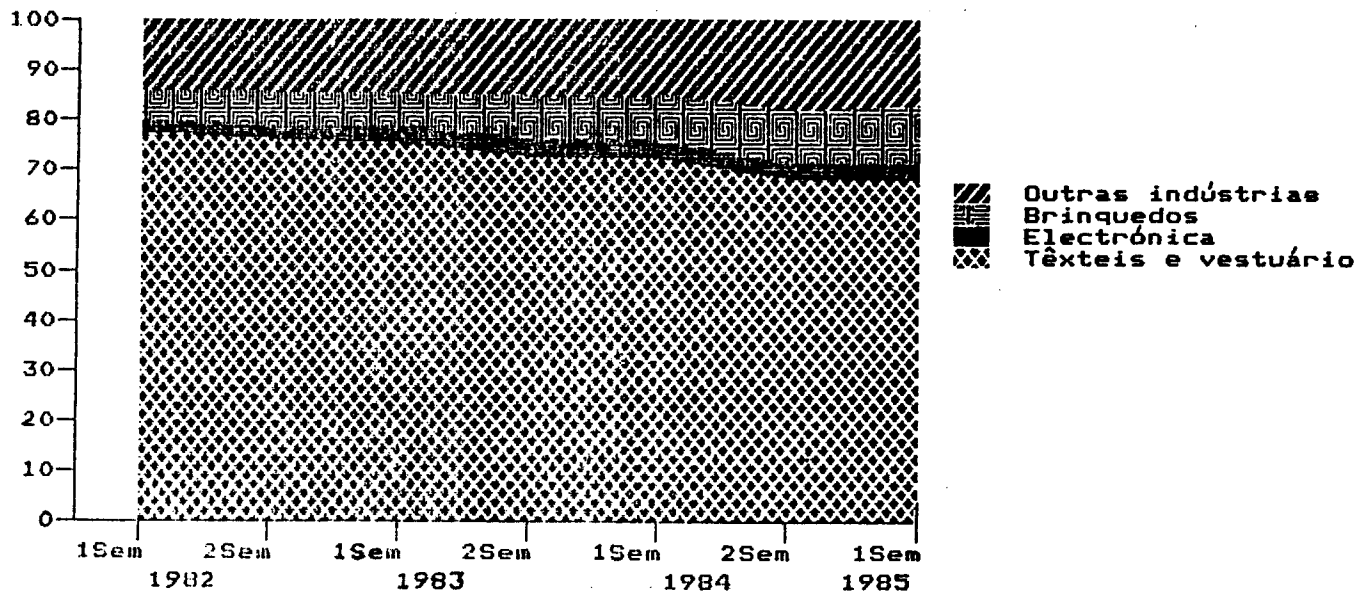 100
90
80
70
60
50
40
30
20
10
0
1Sem 2Sem 1Sem 2Sem 1Sem 2Sem 1Sem
1982 1983 1984 1985
Outras indústrias
Brinquedos
Electrónica
Têxteis e vestuário